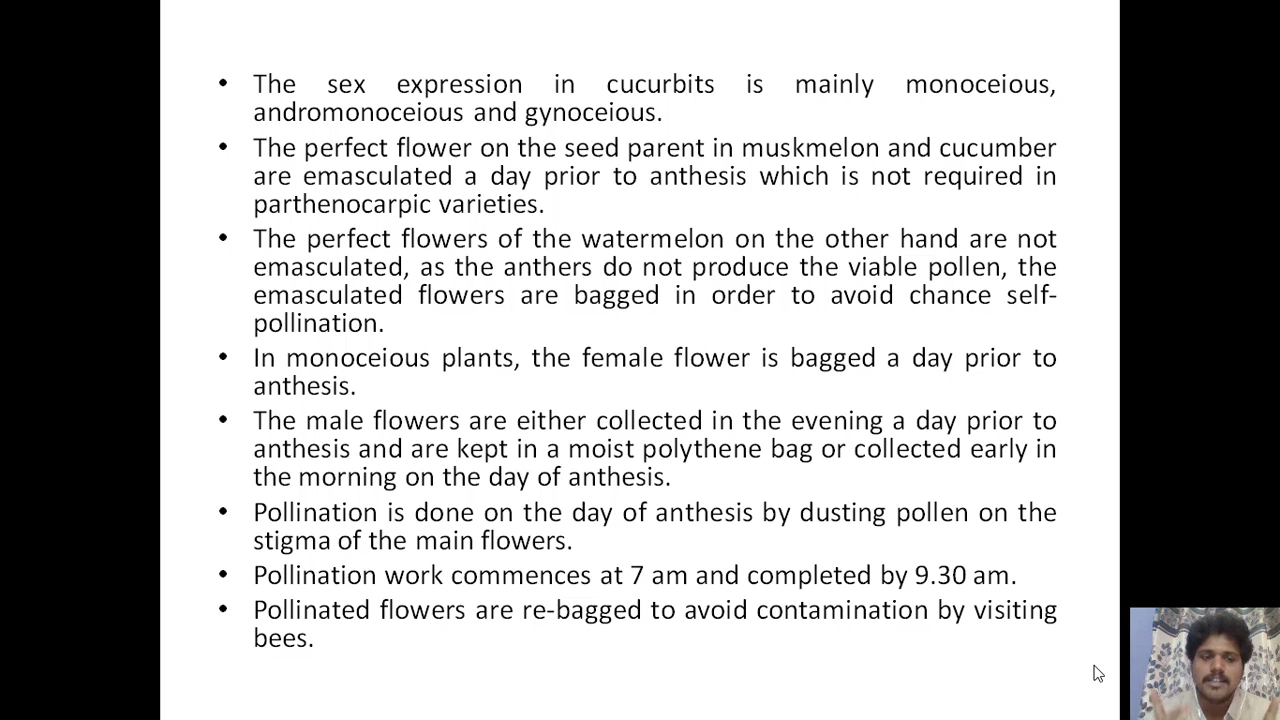 • The sex expression in cucurbits is mainly monoceious,
andromonoceious and gynoceious.
• The perfect flower on the seed parent in muskmelon and cucumber
are emasculated a day prior to anthesis which is not required in
parthenocarpic varieties.
• The perfect flowers of the watermelon on the other hand are not
emasculated, as the anthers do not produce the viable pollen, the
emasculated flowers are bagged in order to avoid chance self-
pollination.
• In monoceious plants, the female flower is bagged a day prior to
anthesis.
• The male flowers are either collected in the evening a day prior to
anthesis and are kept in a moist polythene bag or collected early in
the morning on the day of anthesis.
• Pollination is done on the day of anthesis by dusting pollen on the
stigma of the main flowers.
• Pollination work commences at 7 am and completed by 9.30 am.
• Pollinated flowers are re-bagged to avoid contamination by visiting
bees.